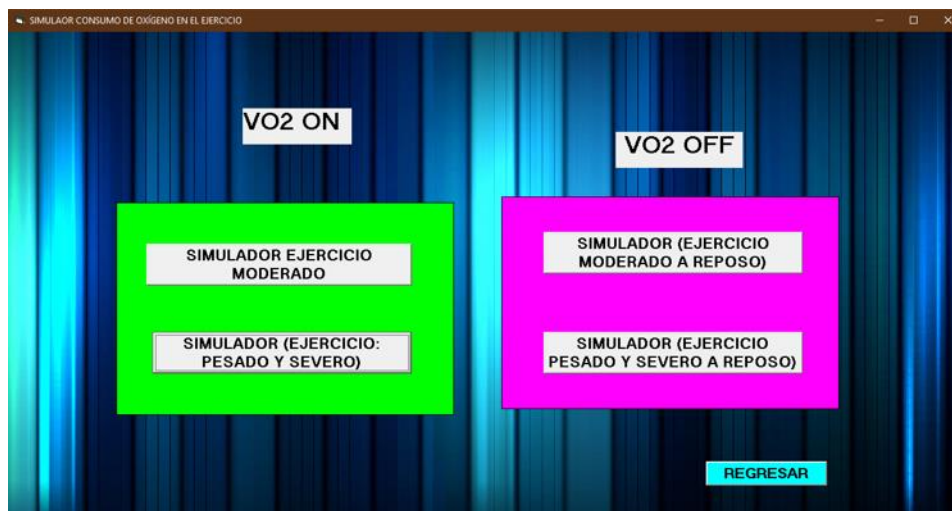 SIMULAOR CONSUMO DE OXÍGENO EN EL EJERCICIO
VO2 ON
VO2 OFF
SIMULADOR EJERCICIO
MODERADO
SIMULADOR (EJERCICIO:
PESADO Y SEVERO)
SIMULADOR (EJERCICIO
MODERADO A REPOSO)
SIMULADOR (EJERCICIO
PESADO Y SEVERO A REPOSO)
REGRESAR